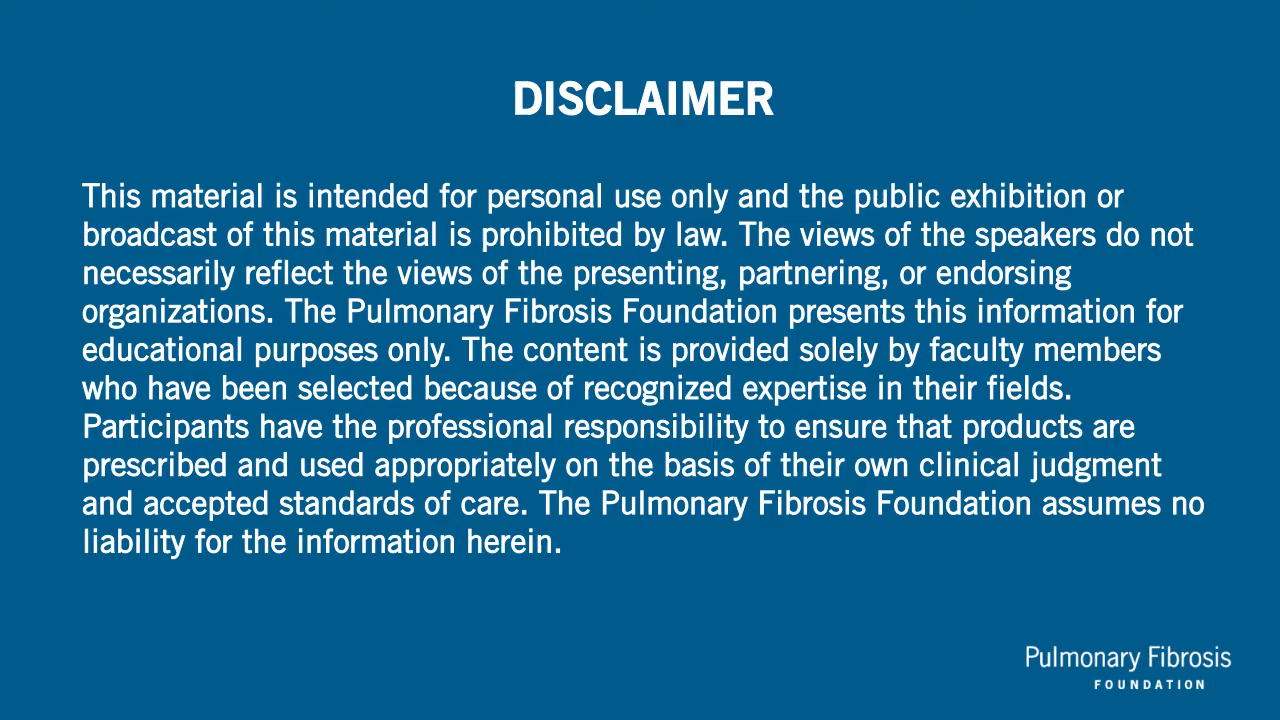 DISCLAIMER
This material is intended for personal use only and the public exhibition or
broadcast of this material is prohibited by law. The views of the speakers do not
necessarily reflect the views of the presenting, partnering, or endorsing
organizations. The Pulmonary Fibrosis Foundation presents this information for
educational purposes only. The content is provided solely by faculty members
who have been selected because of recognized expertise in their fields.
Participants have the professional responsibility to ensure that products are
prescribed and used appropriately on the basis of their own clinical judgment
and accepted standards of care. The Pulmonary Fibrosis Foundation assumes no
liability for the information herein.
Pulmonary Fibrosis
FOUNDATION